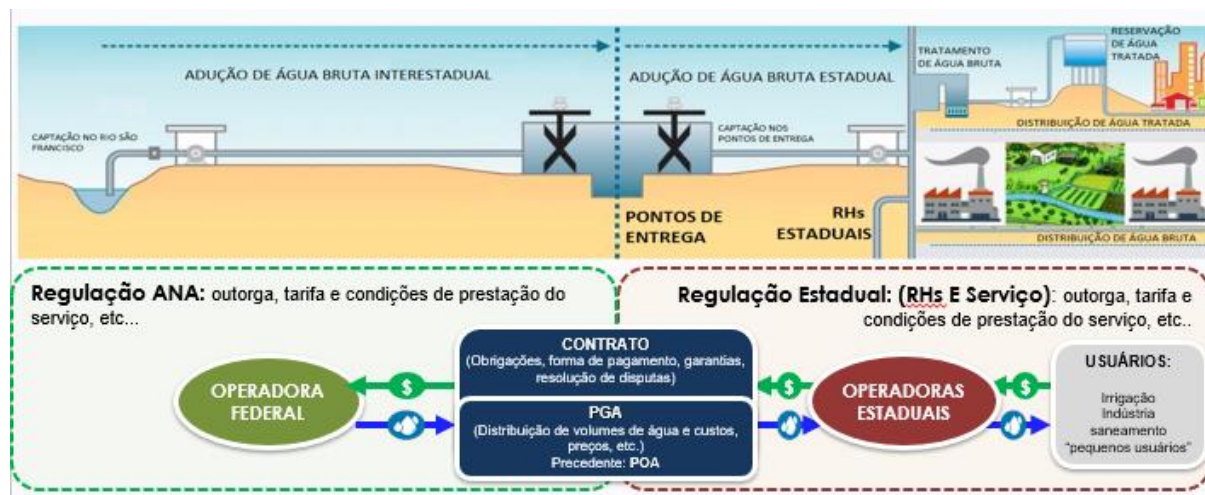 ADUÇÃO DE ÁGUA BRUTA INTERESTADUAL
CAPTAÇÃO NO RIO SÃO
FRANCISCO
ADUÇÃO DE ÁGUA BRUTA ESTADUAL
CAPTAÇÃO NOS
PONTOS DE ENTREGA
PONTOS DE
ENTREGA
RHs
ESTADUAIS
TRATAMENTO
DE ÁGUA BRUTA
RESERVAÇÃO
DE ÁGUA
TRATADA
DISTRIBUIÇÃO DE ÁGUA TRATADA
DISTRIBUIÇÃO DE ÁGUA BRUTA
Regulação ANA: outorga, tarifa e condições de prestação do
serviço, etc...
Regulação Estadual: (RHs E Serviço): outorga, tarifa e
condições de prestação do serviço, etc..
OPERADORA
FEDERAL
$
CONTRATO
(Obrigações, forma de pagamento, garantias,
resolução de disputas)
PGA
(Distribuição de volumes de água e custos,
preços, etc.)
Precedente: POA
$
OPERADORAS
ESTADUAIS
$
USUÁRIOS:
Irrigação
Indústria
saneamento
"pequenos usuários"